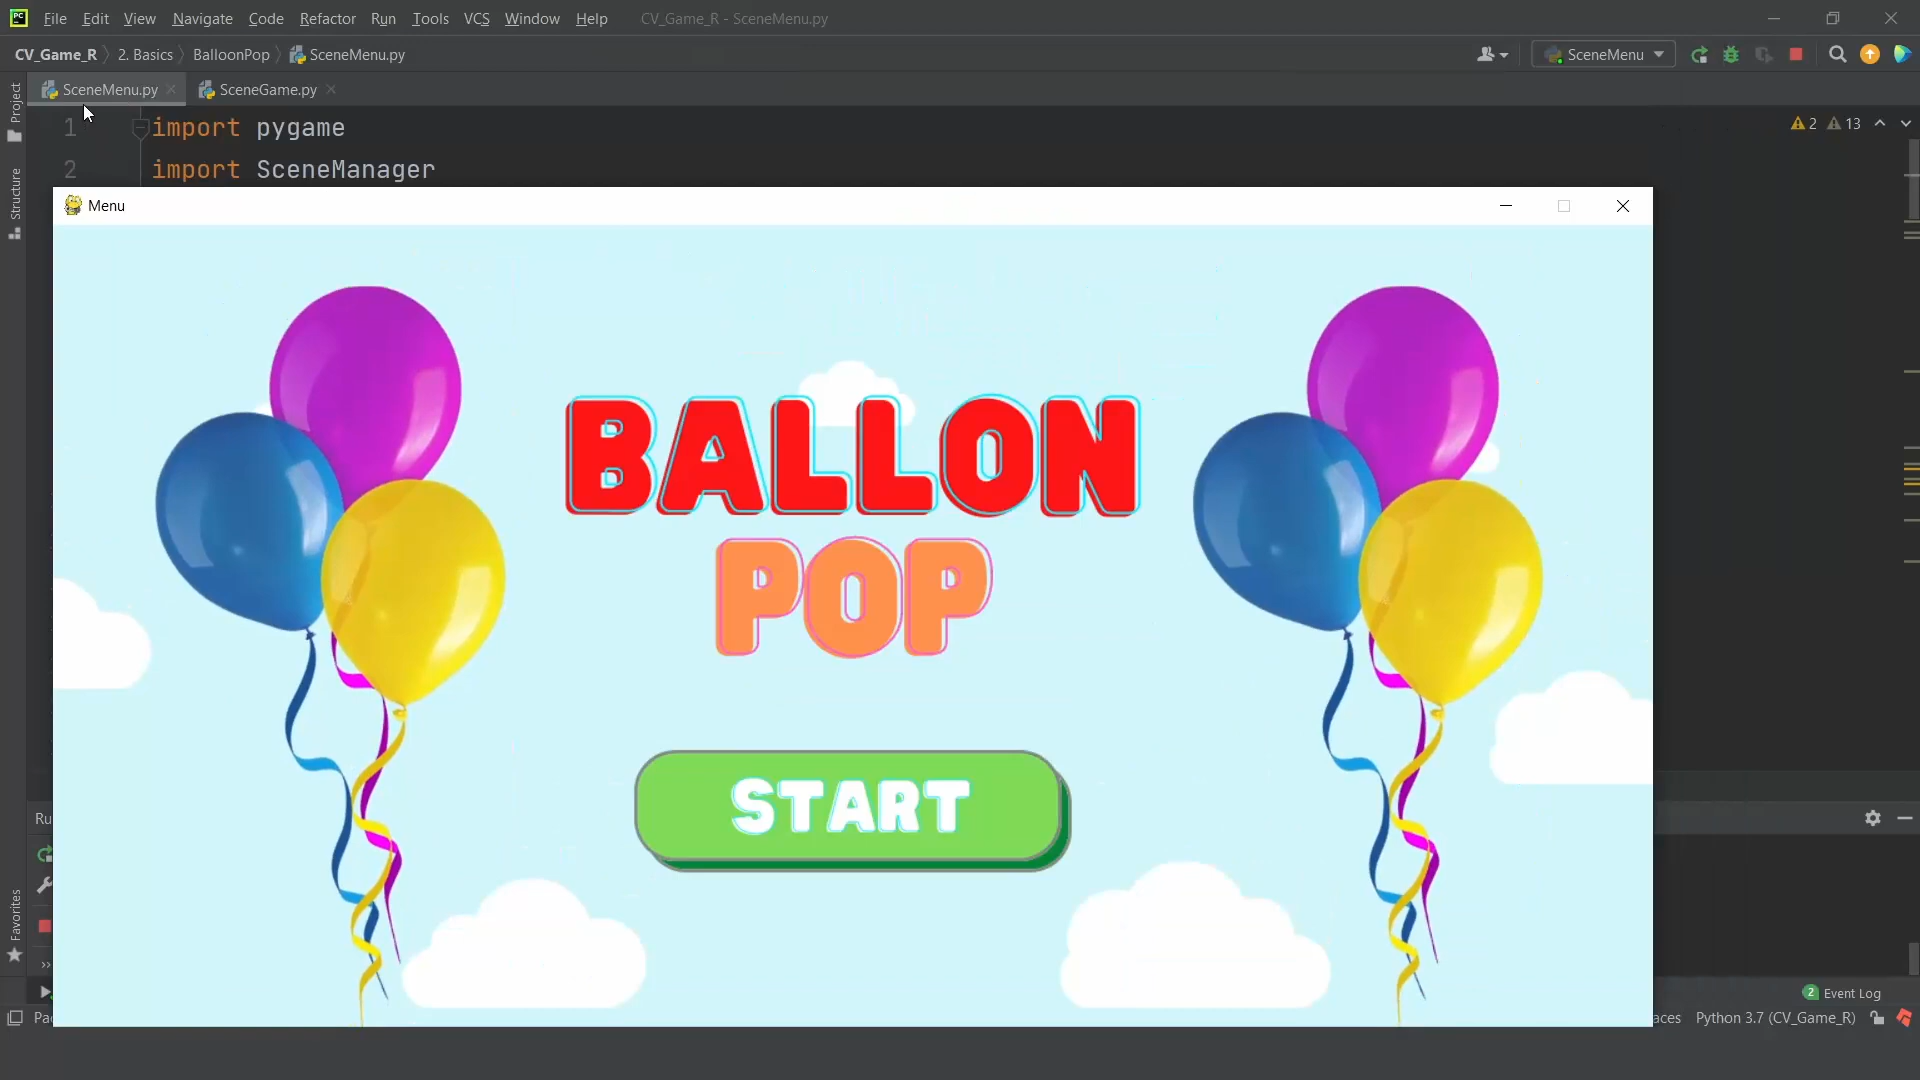 File Edit View Navigate Code Refactor Run Tools VCS Window Help CV_Game_R - SceneMenu.py
CV_Game_R 2. Basics BalloonPop SceneMenu.py SceneMenu
SceneMenu.py SceneGame.py
Project
Structure
Favorites
1 import pygame
2 import SceneManager
2 13
Menu
BALLON
POP
START
2 Event Log
Python 3.7 (CV_Game_R)